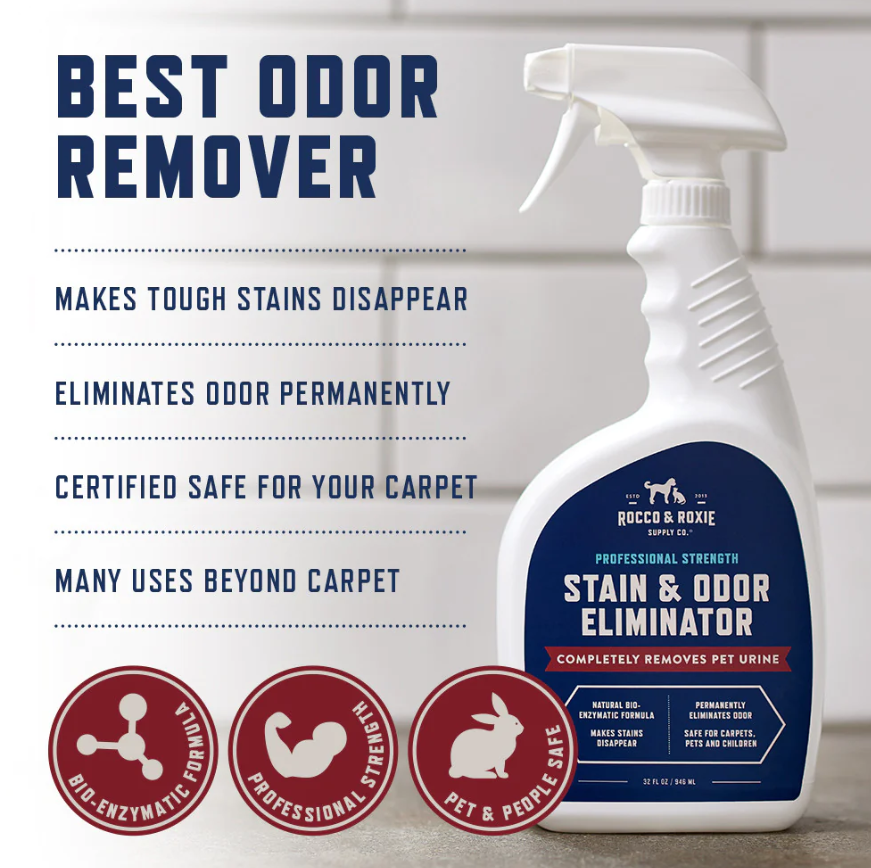 BEST ODOR
REMOVER
MAKES TOUGH STAINS DISAPPEAR
ELIMINATES ODOR PERMANENTLY
CERTIFIED SAFE FOR YOUR CARPET
MANY USES BEYOND CARPET
BIO-ENZYMATIC FORMULA
PROFESSIONAL STRENGTH
PET & PEOPLE SAFE
ESTD 2011
ROCCO & ROXIE
SUPPLY CO.®
PROFESSIONAL STRENGTH
STAIN & ODOR
ELIMINATOR
COMPLETELY REMOVES PET URINE
NATURAL BIO-
ENZYMATIC FORMULA
MAKES STAINS
DISAPPEAR
PERMANENTLY
ELIMINATES ODOR
SAFE FOR CARPETS,
PETS AND CHILDREN
32 FL OZ / 946 ML